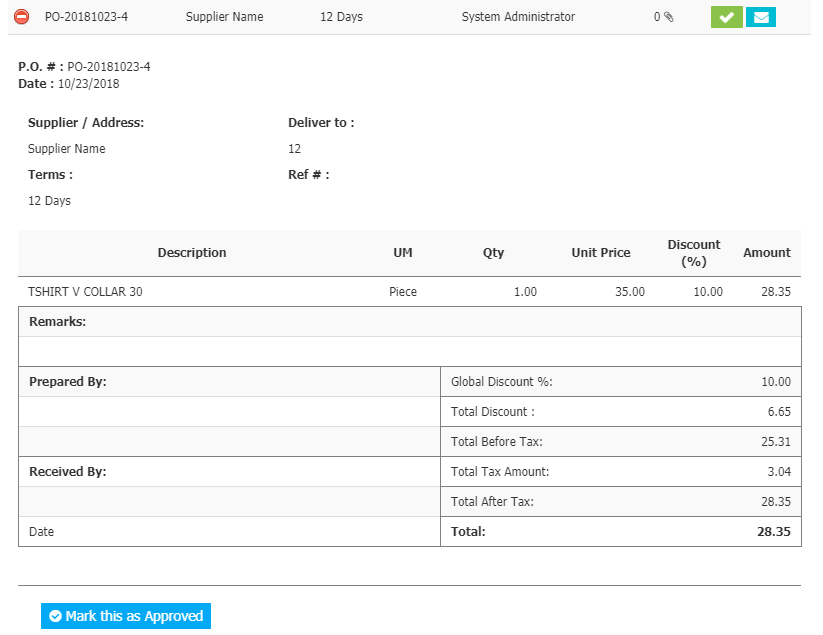 PO-20181023-4 Supplier Name 12 Days System Administrator 0
P.O. # : PO-20181023-4
Date : 10/23/2018
Supplier / Address: Deliver to :
Supplier Name 12
Terms : Ref # :
12 Days
Description UM Qty Unit Price Discount (%) Amount
TSHIRT V COLLAR 30 Piece 1.00 35.00 10.00 28.35
Remarks:
Prepared By: Global Discount %: 10.00
Total Discount : 6.65
Total Before Tax: 25.31
Received By: Total Tax Amount: 3.04
Total After Tax: 28.35
Date Total: 28.35
Mark this as Approved